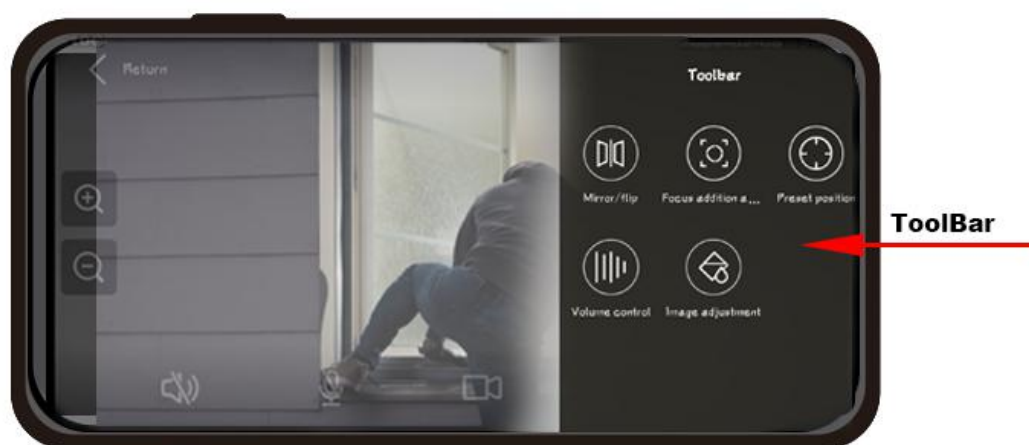 Return
Toolbar
Mirror/flip
Focus addition a...
Preset position
Volume control
Image adjustment
ToolBar